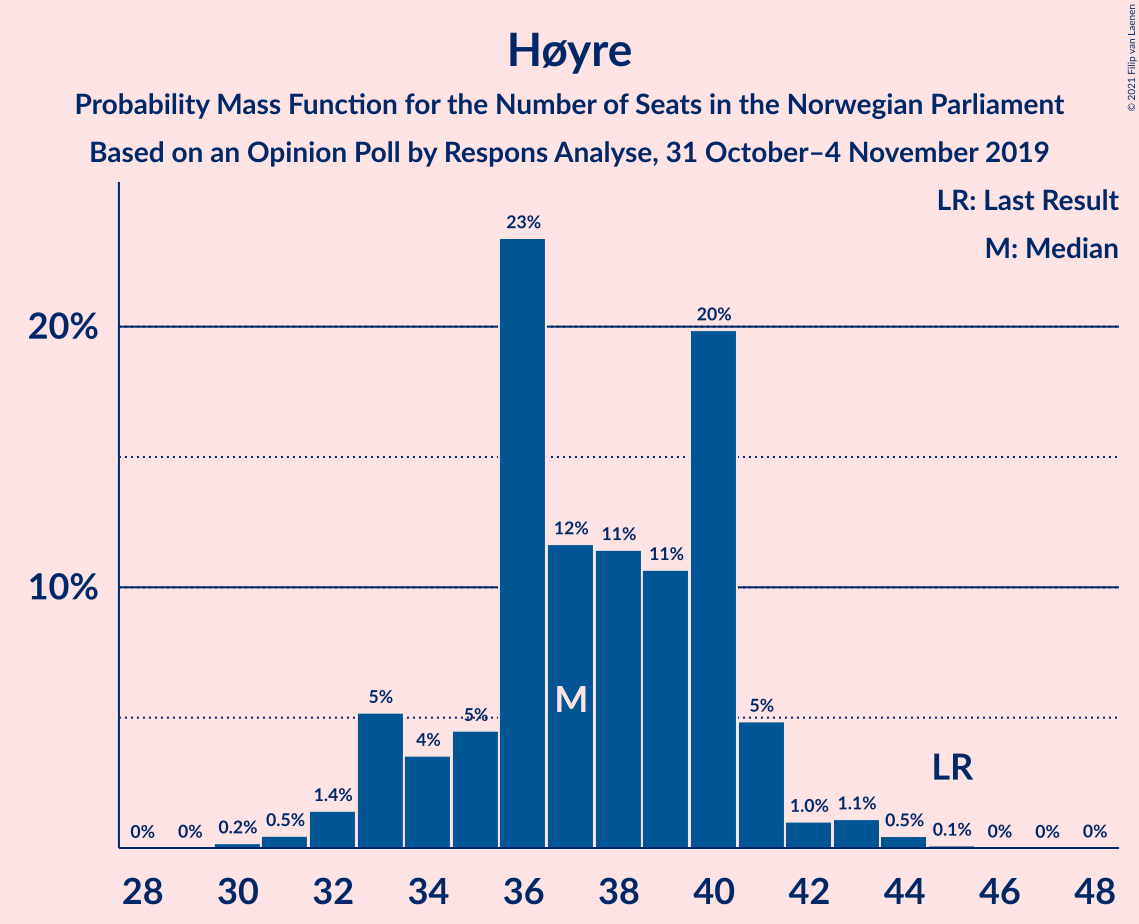 Høyre
Probability Mass Function for the Number of Seats in the Norwegian Parliament
Based on an Opinion Poll by Respons Analyse, 31 October–4 November 2019
© 2021 Filip van Laenen
LR: Last Result
M: Median
20%
10%
0%
0%
0.2%
0.5%
1.4%
5%
4%
5%
23%
12%
11%
11%
20%
5%
1.0%
1.1%
0.5%
0.1%
0%
0%
0%
M
LR
28 30 32 34 36 38 40 42 44 46 48